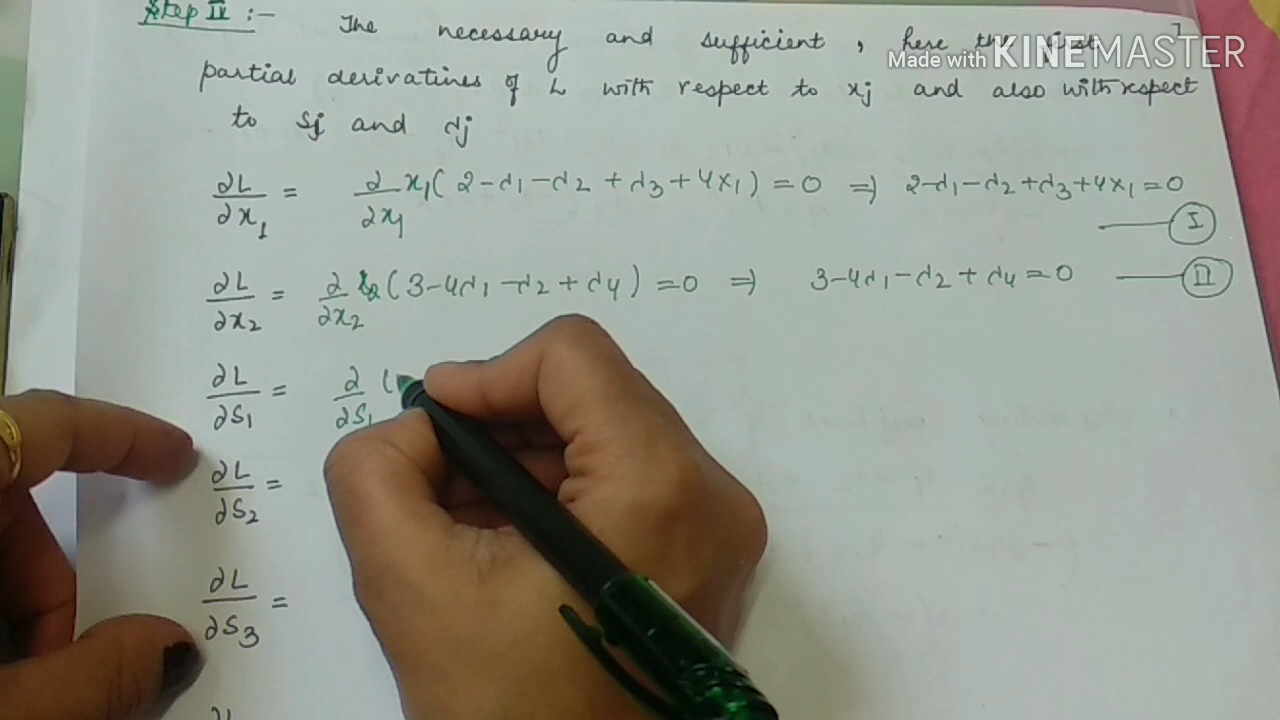 Step II :-
The necessary and sufficient, here the first
Made with KINEMASTER
partial derivatines of L with respect to xj and also with respect
to Sj and dj
∂L/∂x₁ = ∂/∂x₁ x₁( 2-d₁-d₂+d₃+4x₁) = 0 ⇒ 2-d₁-d₂+d₃+4x₁=0
— I
∂L/∂x₂ = ∂/∂x₂ x₂( 3-4d₁-d₂+d₄) = 0 ⇒ 3-4d₁-d₂+d₄=0 — II
∂L/∂S₁ = ∂/∂S₁ (
∂L/∂S₂ =
∂L/∂S₃ =